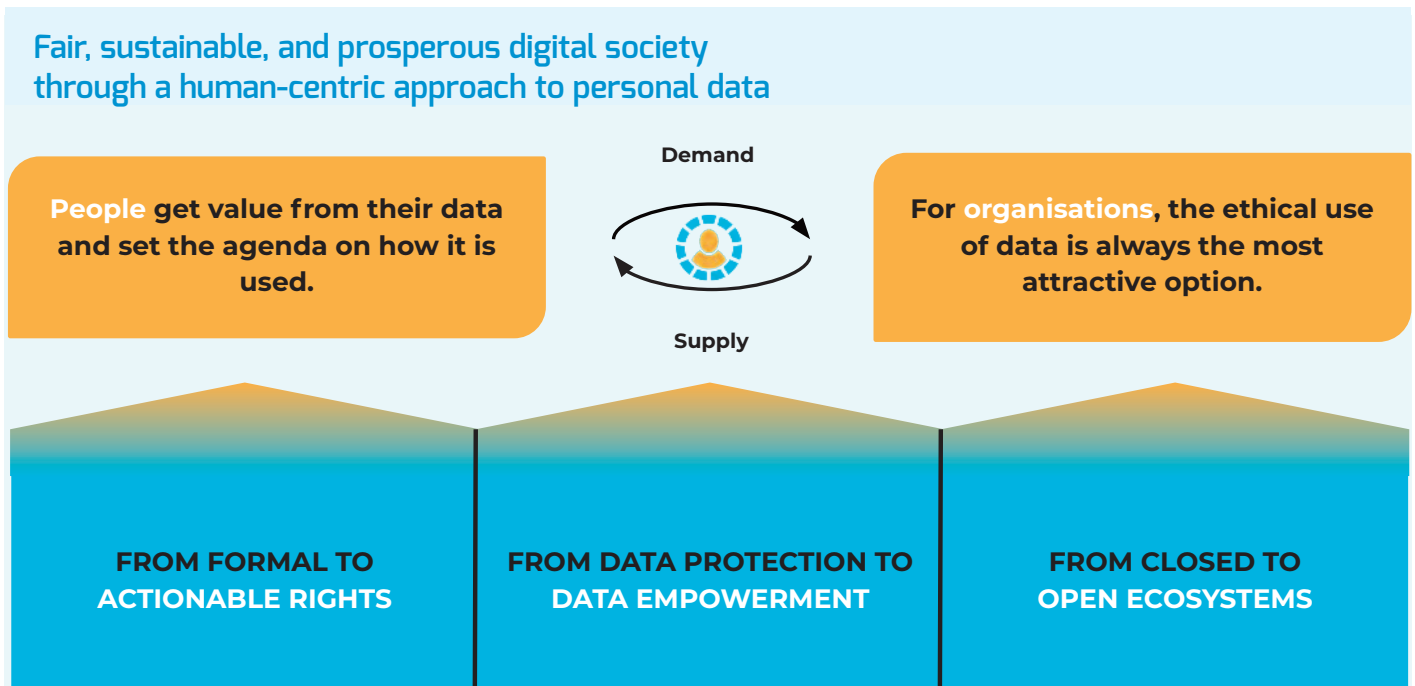 Fair, sustainable, and prosperous digital society
through a human-centric approach to personal data
People get value from their data
and set the agenda on how it is
used.
Demand
Supply
For organisations, the ethical use
of data is always the most
attractive option.
FROM FORMAL TO
ACTIONABLE RIGHTS
FROM DATA PROTECTION TO
DATA EMPOWERMENT
FROM CLOSED TO
OPEN ECOSYSTEMS